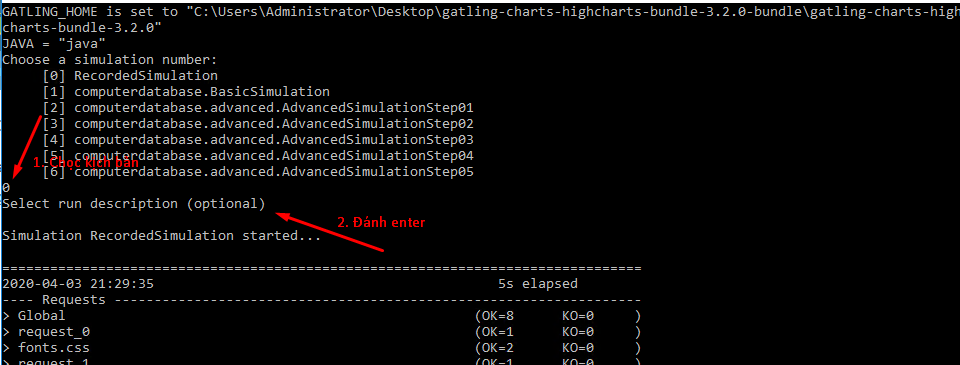 GATLING_HOME is set to "C:\Users\Administrator\Desktop\gatling-charts-highcharts-bundle-3.2.0-bundle\gatling-charts-high
charts-bundle-3.2.0"
JAVA = "java"
Choose a simulation number:
[0] RecordedSimulation
[1] computerdatabase.BasicSimulation
[2] computerdatabase.advanced.AdvancedSimulationStep01
[3] computerdatabase.advanced.AdvancedSimulationStep02
[4] computerdatabase.advanced.AdvancedSimulationStep03
[5] computerdatabase.advanced.AdvancedSimulationStep04
1. Chọc kích bản
[6] computerdatabase.advanced.AdvancedSimulationStep05
0
Select run description (optional)
2. Đánh enter
Simulation RecordedSimulation started...
================================================================================
2020-04-03 21:29:35 5s elapsed
---- Requests ------------------------------------------------------------------
> Global (OK=8 KO=0 )
> request_0 (OK=1 KO=0 )
> fonts.css (OK=2 KO=0 )
> request_1 (OK=1 KO=0 )